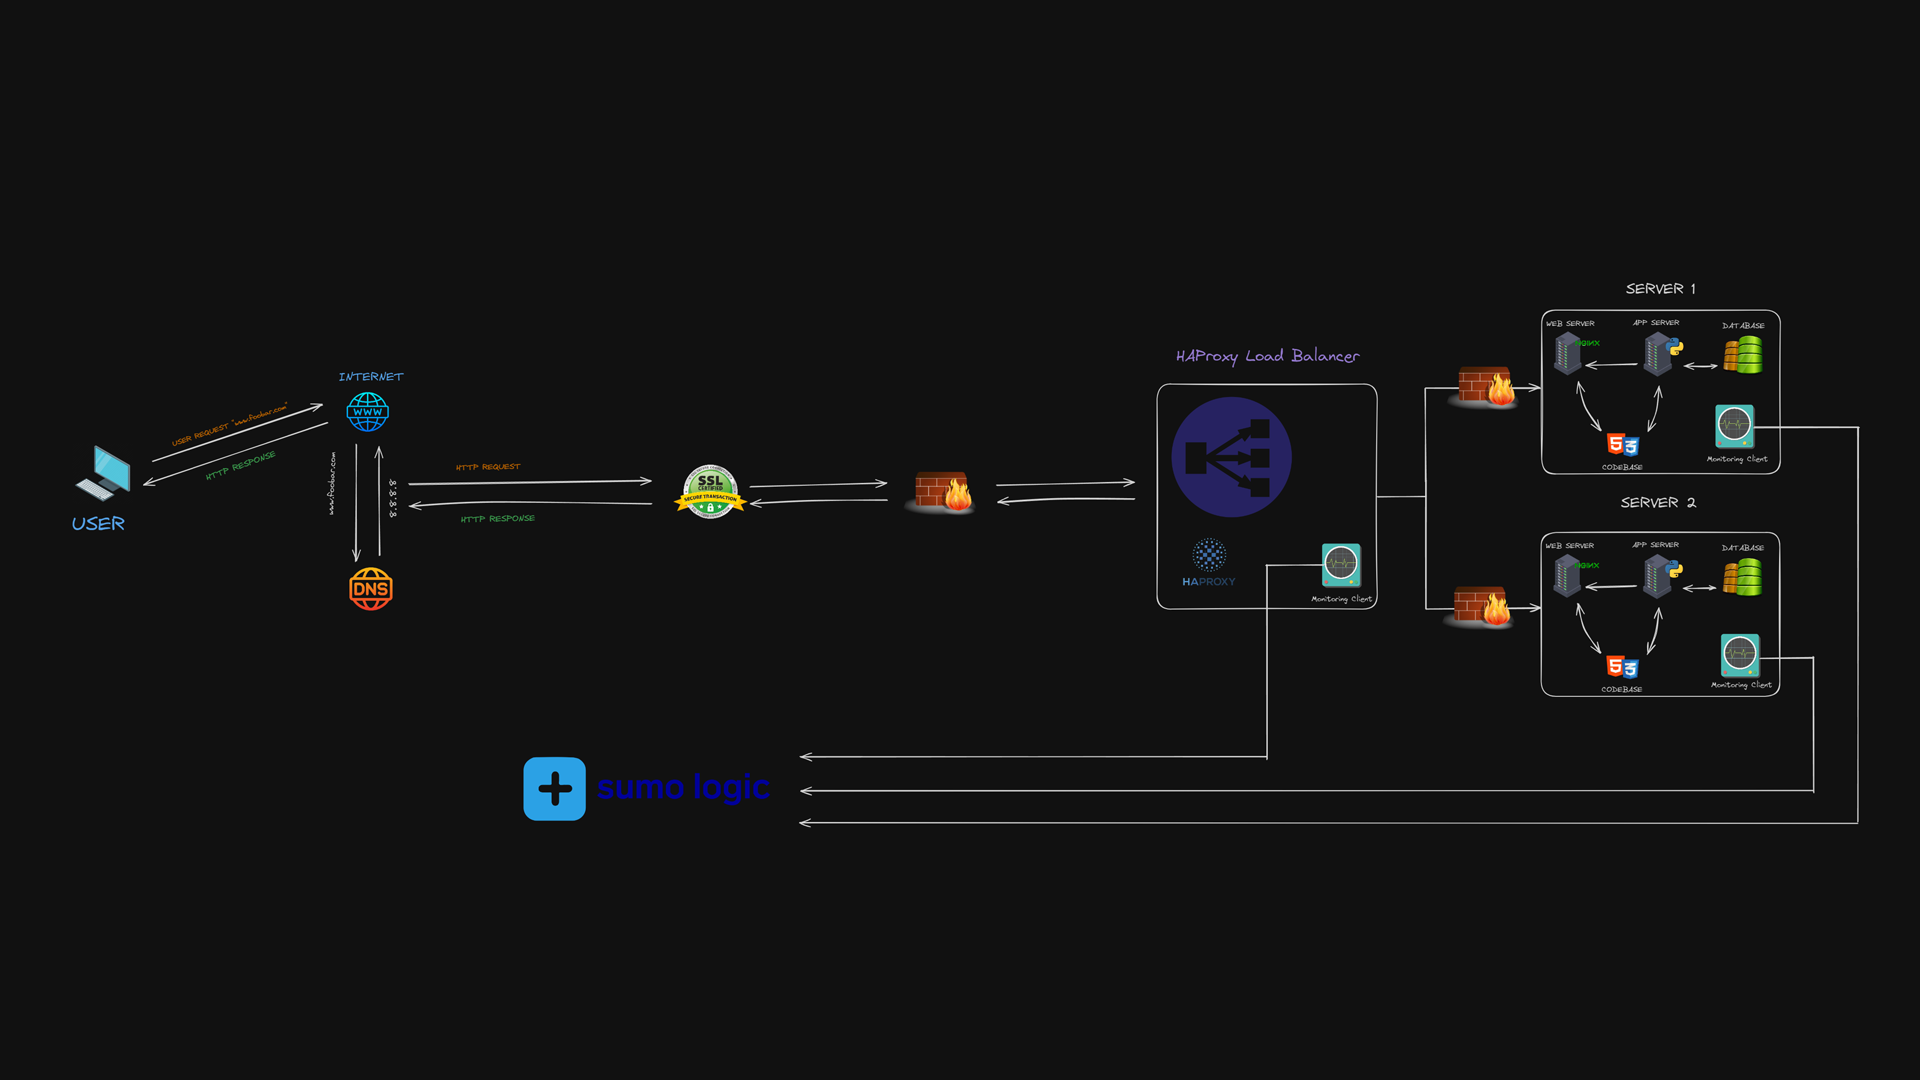 SERVER 1
WEB SERVER
APP SERVER
DATABASE
NGINX
Monitoring Client
CODEBASE
HAProxy Load Balancer
HAPROXY
Monitoring Client
INTERNET
WWW
USER REQUEST "www.foobar.com"
HTTP RESPONSE
USER
www.foobar.com
8.8.8.8
DNS
HTTP REQUEST
HTTP RESPONSE
SSL
CERTIFIED
SECURE TRANSACTION
SERVER 2
WEB SERVER
APP SERVER
DATABASE
NGINX
Monitoring Client
CODEBASE
sumo logic